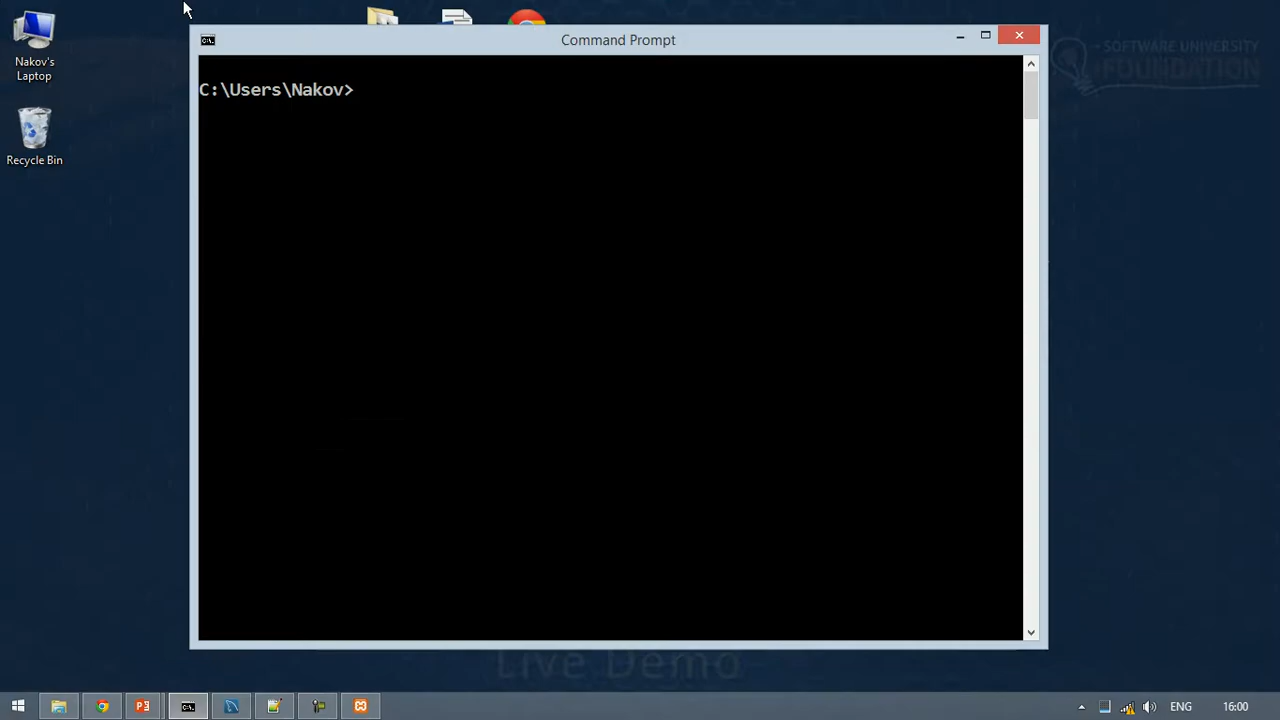 Command Prompt
SOFTWARE UNIVERSITY
FOUNDATION
Nakov's
Laptop
C:\Users\Nakov>
Recycle Bin
Live Demo
ENG
16:00